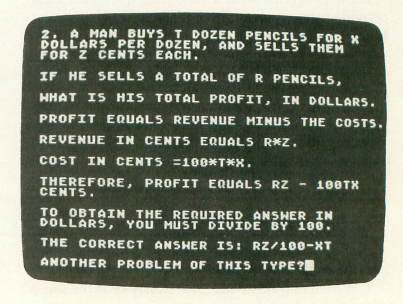 2. A MAN BUYS T DOZEN PENCILS FOR X
DOLLARS PER DOZEN, AND SELLS THEM
FOR Z CENTS EACH.
IF HE SELLS A TOTAL OF R PENCILS,
WHAT IS HIS TOTAL PROFIT, IN DOLLARS.
PROFIT EQUALS REVENUE MINUS THE COSTS.
REVENUE IN CENTS EQUALS R*Z.
COST IN CENTS =100*T*X.
THEREFORE, PROFIT EQUALS RZ - 100TX
CENTS.
TO OBTAIN THE REQUIRED ANSWER IN
DOLLARS, YOU MUST DIVIDE BY 100.
THE CORRECT ANSWER IS: RZ/100-XT
ANOTHER PROBLEM OF THIS TYPE?